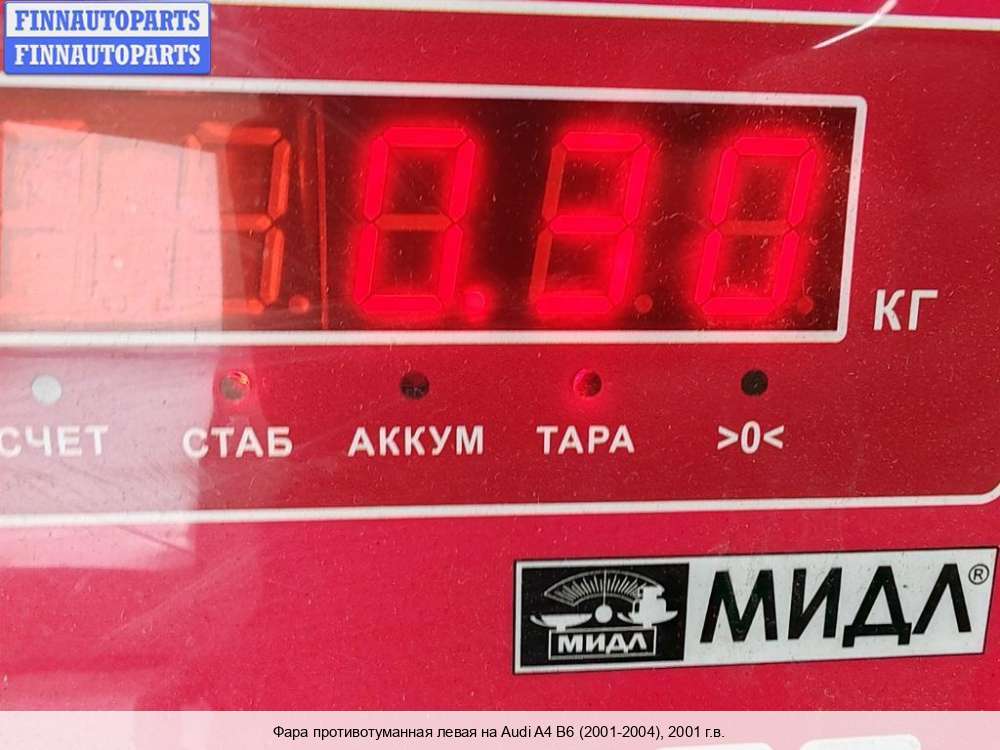 FINNAUTOPARTS
FINNAUTOPARTS
0.30
КГ
СЧЕТ СТАБ АККУМ ТАРА >0<
МИДЛ МИДЛ®
Фара противотуманная левая на Audi A4 B6 (2001-2004), 2001 г.в.